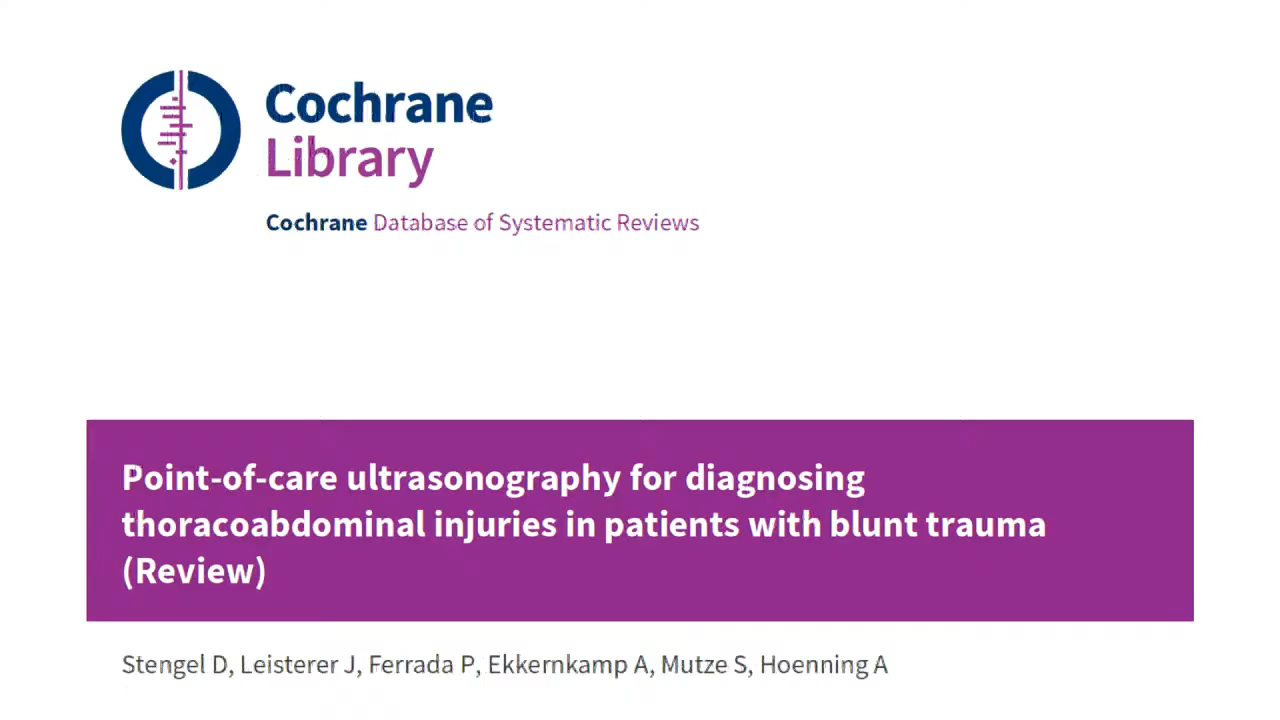 Cochrane
Library
Cochrane Database of Systematic Reviews
Point-of-care ultrasonography for diagnosing
thoracoabdominal injuries in patients with blunt trauma
(Review)
Stengel D, Leisterer J, Ferrada P, Ekkernkamp A, Mutze S, Hoenning A